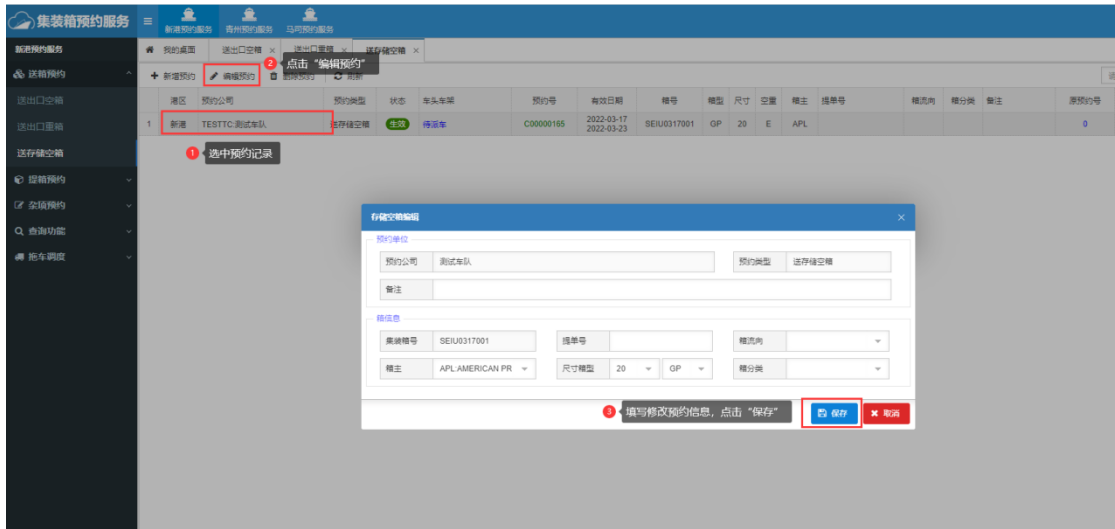 集装箱预约服务
新港预约服务 青州预约服务 马可预约服务
新港预约服务
我的桌面 送出口空箱 × 送出口重箱 × 送存储空箱 ×
送箱预约
② 点击“编辑预约”
新增预约 编辑预约 删除预约 刷新
送出口空箱
港区 预约公司 预约类型 状态 车头车架 预约号 有效日期 箱号 箱型 尺寸 空重 箱主 提单号 箱流向 箱分类 备注 原预约号
送出口重箱
1 新港 TESTTC:测试车队 送存储空箱 生效 待派车 C00000165 2022-03-17 SEIU0317001 GP 20 E APL 0
2022-03-23
送存储空箱
① 选中预约记录
提箱预约
杂项预约
查询功能
拖车调度
存储空箱编辑 ×
预约单位
预约公司 测试车队 预约类型 送存储空箱
备注
箱信息
集装箱号 SEIU0317001 提单号 箱流向
箱主 APL:AMERICAN PR 尺寸箱型 20 GP 箱分类
③ 填写修改预约信息，点击“保存”
保存 取消